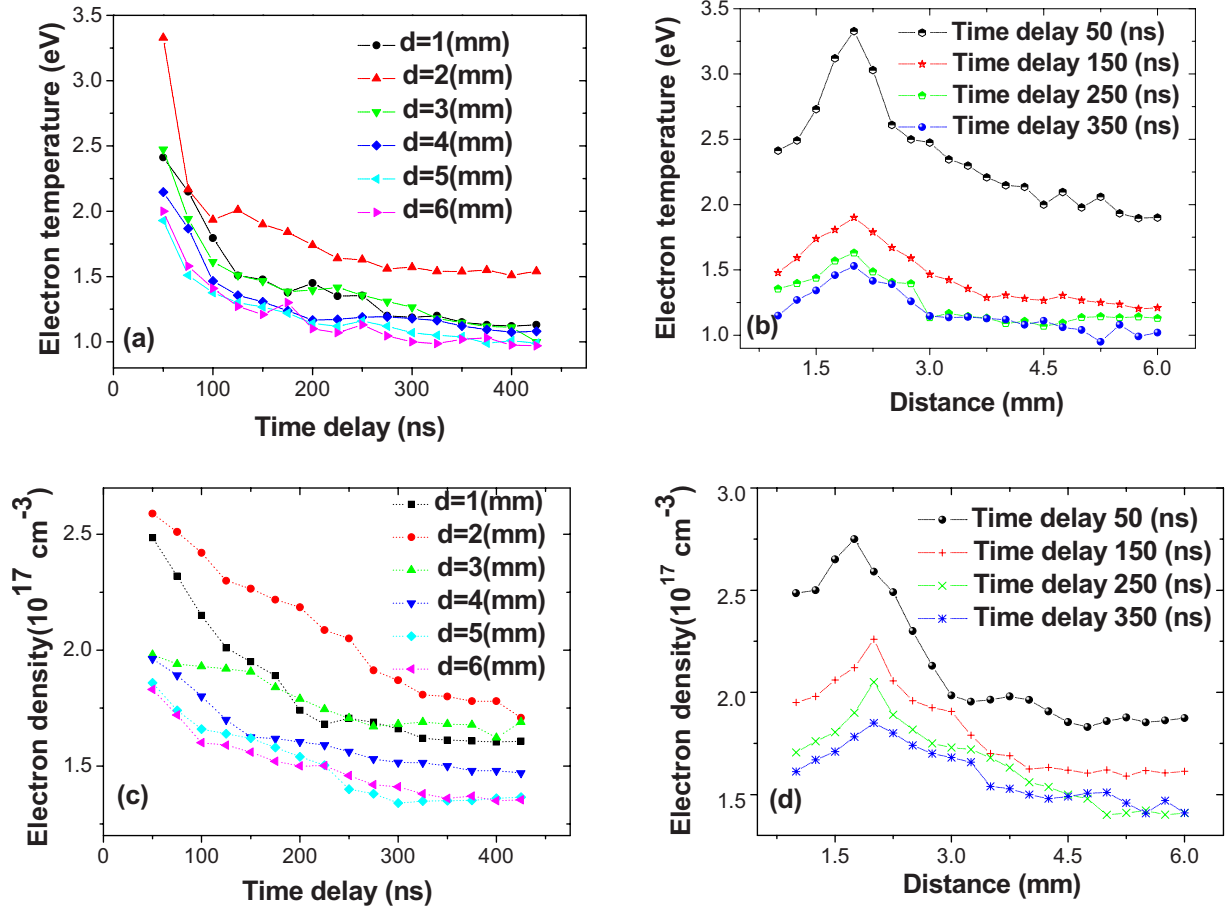 3.5
3.0
2.5
2.0
1.5
1.0
Electron temperature (eV)
d=1(mm)
d=2(mm)
d=3(mm)
d=4(mm)
d=5(mm)
d=6(mm)
(a)
0 100 200 300 400
Time delay (ns)
3.5
3.0
2.5
2.0
1.5
1.0
Electron temperature (eV)
Time delay 50 (ns)
Time delay 150 (ns)
Time delay 250 (ns)
Time delay 350 (ns)
(b)
1.5 3.0 4.5 6.0
Distance (mm)
2.5
2.0
1.5
Electron density(10^17 cm^-3)
d=1(mm)
d=2(mm)
d=3(mm)
d=4(mm)
d=5(mm)
d=6(mm)
(c)
0 100 200 300 400
Time delay (ns)
3.0
2.5
2.0
1.5
Electron density(10^17 cm^-3)
Time delay 50 (ns)
Time delay 150 (ns)
Time delay 250 (ns)
Time delay 350 (ns)
(d)
1.5 3.0 4.5 6.0
Distance (mm)